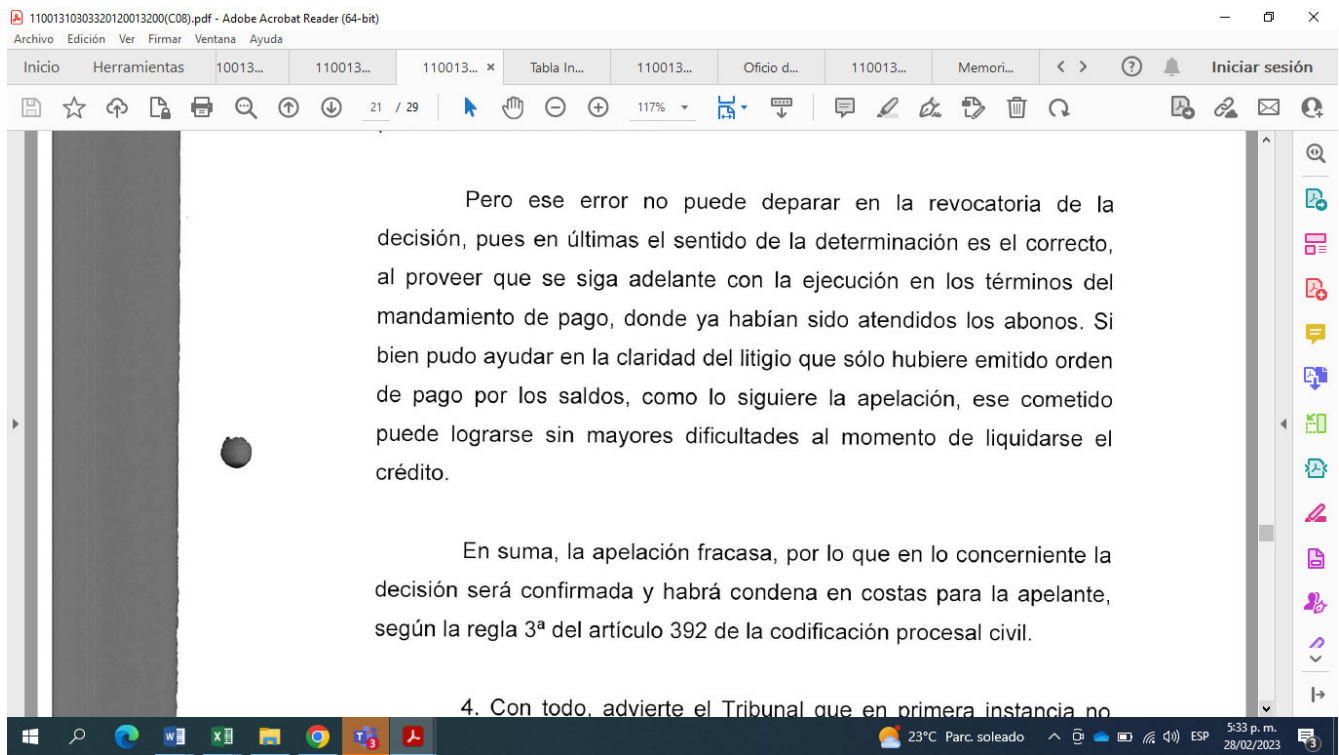 11001310303320120013200(C08).pdf - Adobe Acrobat Reader (64-bit)
Archivo Edición Ver Firmar Ventana Ayuda
Inicio Herramientas 10013... 110013... 110013... × Tabla In... 110013... Oficio d... 110013... Memori... Iniciar sesión
21 / 29 117%
Pero ese error no puede deparar en la revocatoria de la
decisión, pues en últimas el sentido de la determinación es el correcto,
al proveer que se siga adelante con la ejecución en los términos del
mandamiento de pago, donde ya habían sido atendidos los abonos. Si
bien pudo ayudar en la claridad del litigio que sólo hubiere emitido orden
de pago por los saldos, como lo siguiere la apelación, ese cometido
puede lograrse sin mayores dificultades al momento de liquidarse el
crédito.
En suma, la apelación fracasa, por lo que en lo concerniente la
decisión será confirmada y habrá condena en costas para la apelante,
según la regla 3ª del artículo 392 de la codificación procesal civil.
4. Con todo, advierte el Tribunal que en primera instancia no
23°C Parc. soleado ESP 5:33 p. m.
28/02/2023